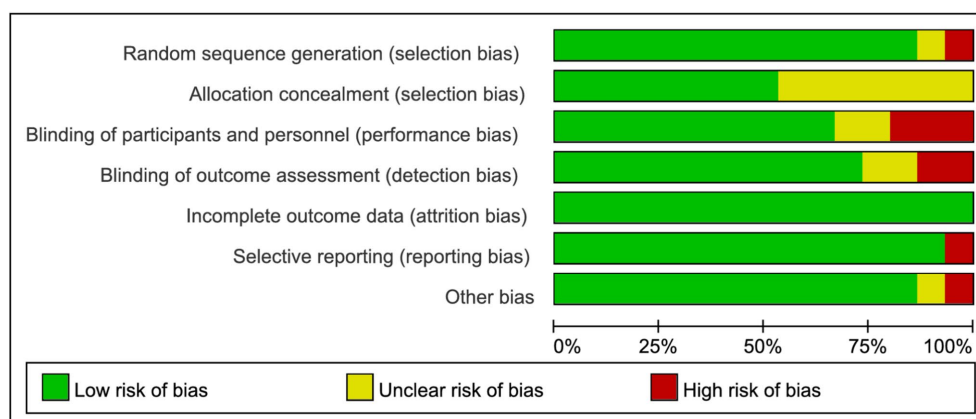 Random sequence generation (selection bias)
Allocation concealment (selection bias)
Blinding of participants and personnel (performance bias)
Blinding of outcome assessment (detection bias)
Incomplete outcome data (attrition bias)
Selective reporting (reporting bias)
Other bias
0% 25% 50% 75% 100%
Low risk of bias Unclear risk of bias High risk of bias